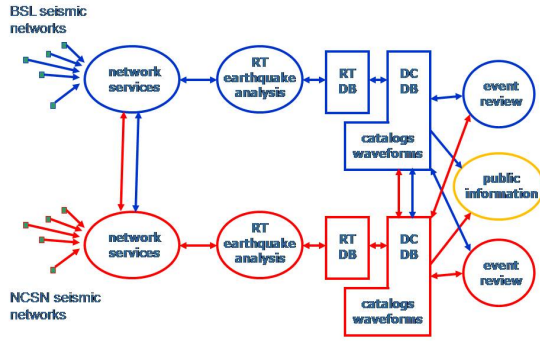 BSL seismic
networks
network
services
RT
earthquake
analysis
RT
DB
DC
DB
catalogs
waveforms
event
review
public
information
network
services
RT
earthquake
analysis
RT
DB
DC
DB
catalogs
waveforms
event
review
NCSN seismic
networks